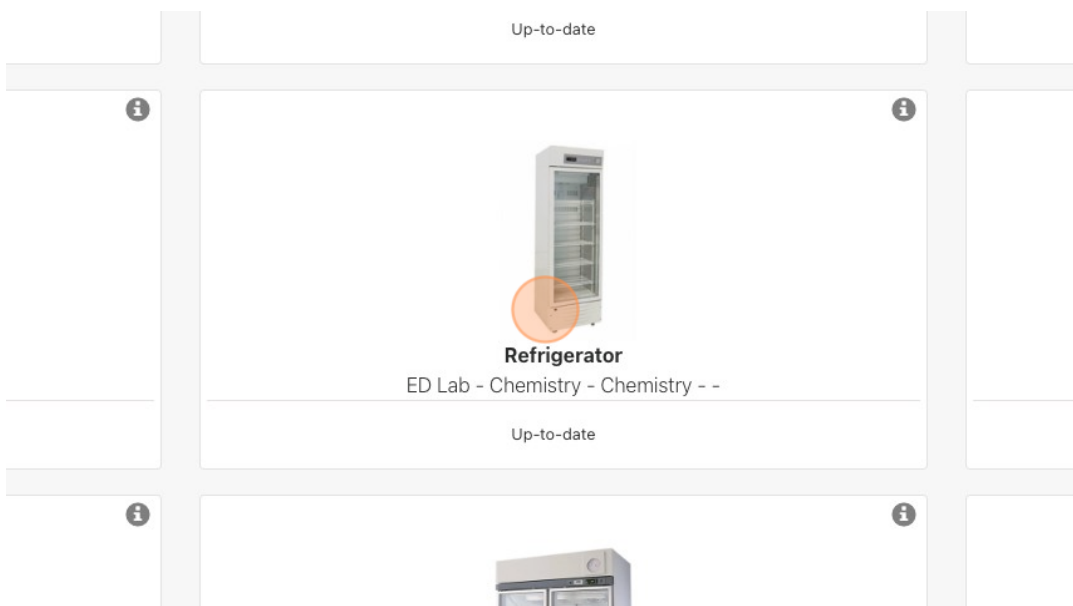 Up-to-date
Refrigerator
ED Lab - Chemistry - Chemistry - -
Up-to-date